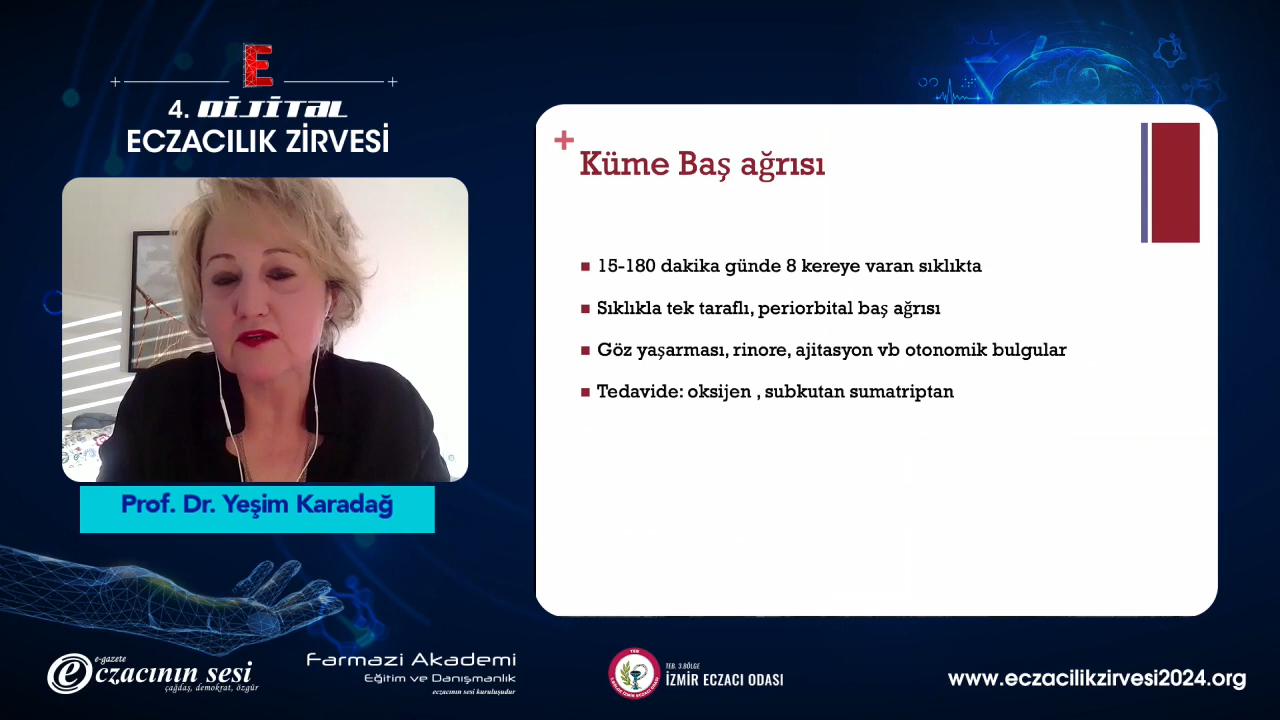 E
4. DİJİTAL
ECZACILIK ZİRVESİ
Prof. Dr. Yeşim Karadağ
+
Küme Baş ağrısı
15-180 dakika günde 8 kereye varan sıklıkta
Sıklıkla tek taraflı, periorbital baş ağrısı
Göz yaşarması, rinore, ajitasyon vb otonomik bulgular
Tedavide: oksijen , subkutan sumatriptan
e-gazete
eczacının sesi
çağdaş, demokrat, özgür
Farmazi Akademi
Eğitim ve Danışmanlık
eczacının sesi kuruluşudur
TEB. 3.BÖLGE
İZMİR ECZACI ODASI
www.eczacilikzirvesi2024.org